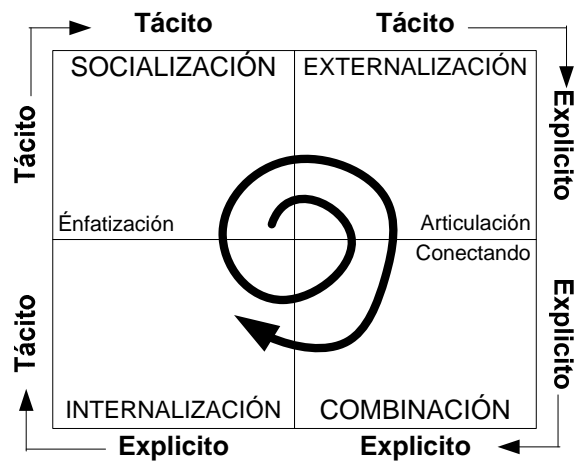 Tácito
Tácito
SOCIALIZACIÓN
EXTERNALIZACIÓN
Tácito
Explicito
Énfatización
Articulación
Conectando
Tácito
Explicito
INTERNALIZACIÓN
COMBINACIÓN
Explicito
Explicito